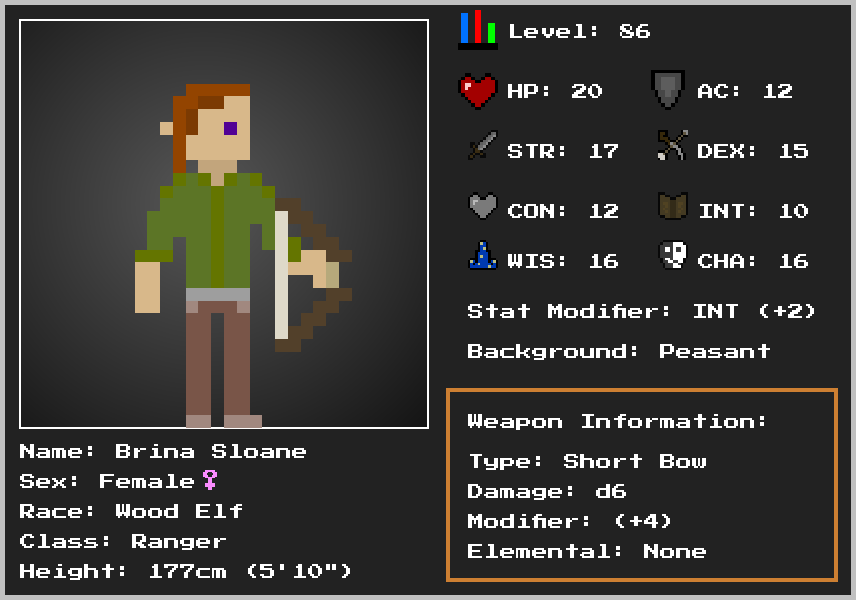 Level: 86
HP: 20 AC: 12
STR: 17 DEX: 15
CON: 12 INT: 10
WIS: 16 CHA: 16
Stat Modifier: INT (+2)
Background: Peasant
Weapon Information:
Type: Short Bow
Damage: d6
Modifier: (+4)
Elemental: None
Name: Brina Sloane
Sex: Female♀
Race: Wood Elf
Class: Ranger
Height: 177cm (5'10")